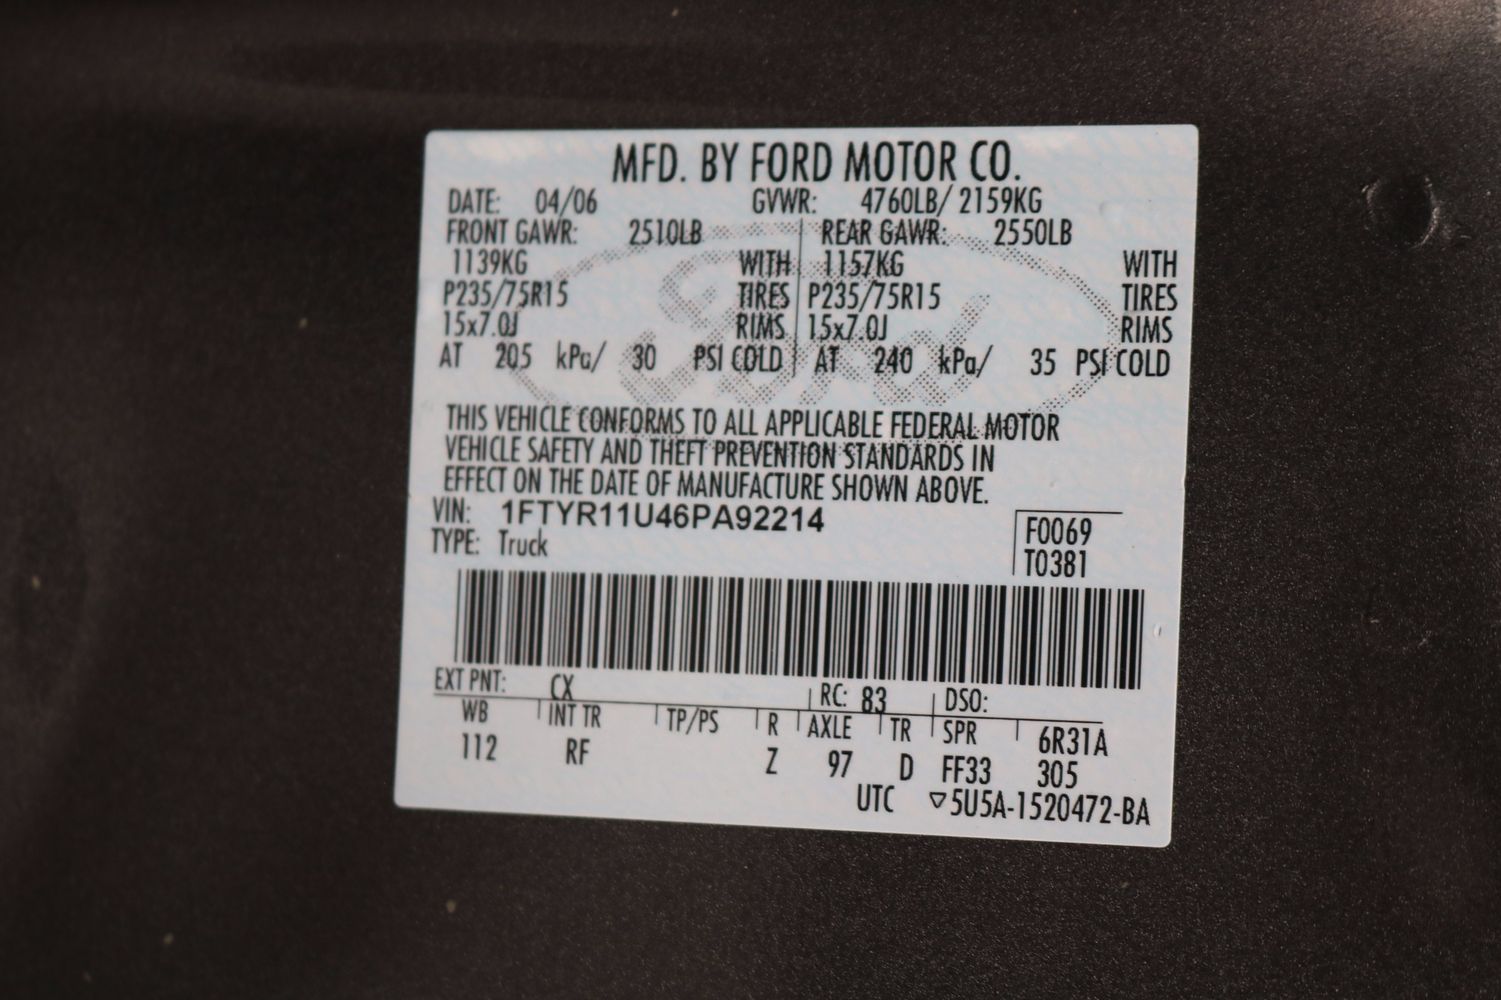 MFD. BY FORD MOTOR CO.
DATE: 04/06 GVWR: 4760LB/ 2159KG
FRONT GAWR: 2510LB REAR GAWR: 2550LB
1139KG WITH 1157KG WITH
P235/75R15 TIRES P235/75R15 TIRES
15x7.0J RIMS 15x7.0J RIMS
AT 205 kPa/ 30 PSI COLD AT 240 kPa/ 35 PSI COLD
Ford
THIS VEHICLE CONFORMS TO ALL APPLICABLE FEDERAL MOTOR
VEHICLE SAFETY AND THEFT PREVENTION STANDARDS IN
EFFECT ON THE DATE OF MANUFACTURE SHOWN ABOVE.
VIN: 1FTYR11U46PA92214 F0069
TYPE: Truck T0381
EXT PNT: CX RC: 83 DSO:
WB INT TR TP/PS R AXLE TR SPR 6R31A
112 RF Z 97 D FF33 305
UTC ▽5U5A-1520472-BA